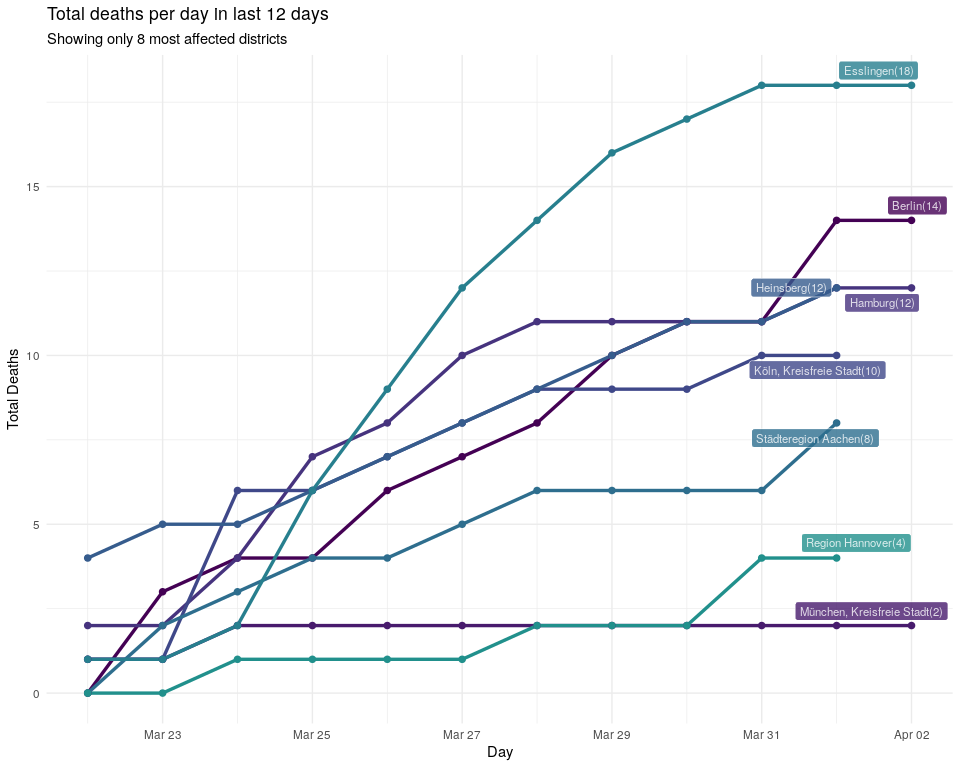 Total deaths per day in last 12 days
Showing only 8 most affected districts
Esslingen(18)
Berlin(14)
Heinsberg(12)
Hamburg(12)
Köln, Kreisfreie Stadt(10)
Städteregion Aachen(8)
Region Hannover(4)
München, Kreisfreie Stadt(2)
Total Deaths
15
10
5
0
Mar 23 Mar 25 Mar 27 Mar 29 Mar 31 Apr 02
Day